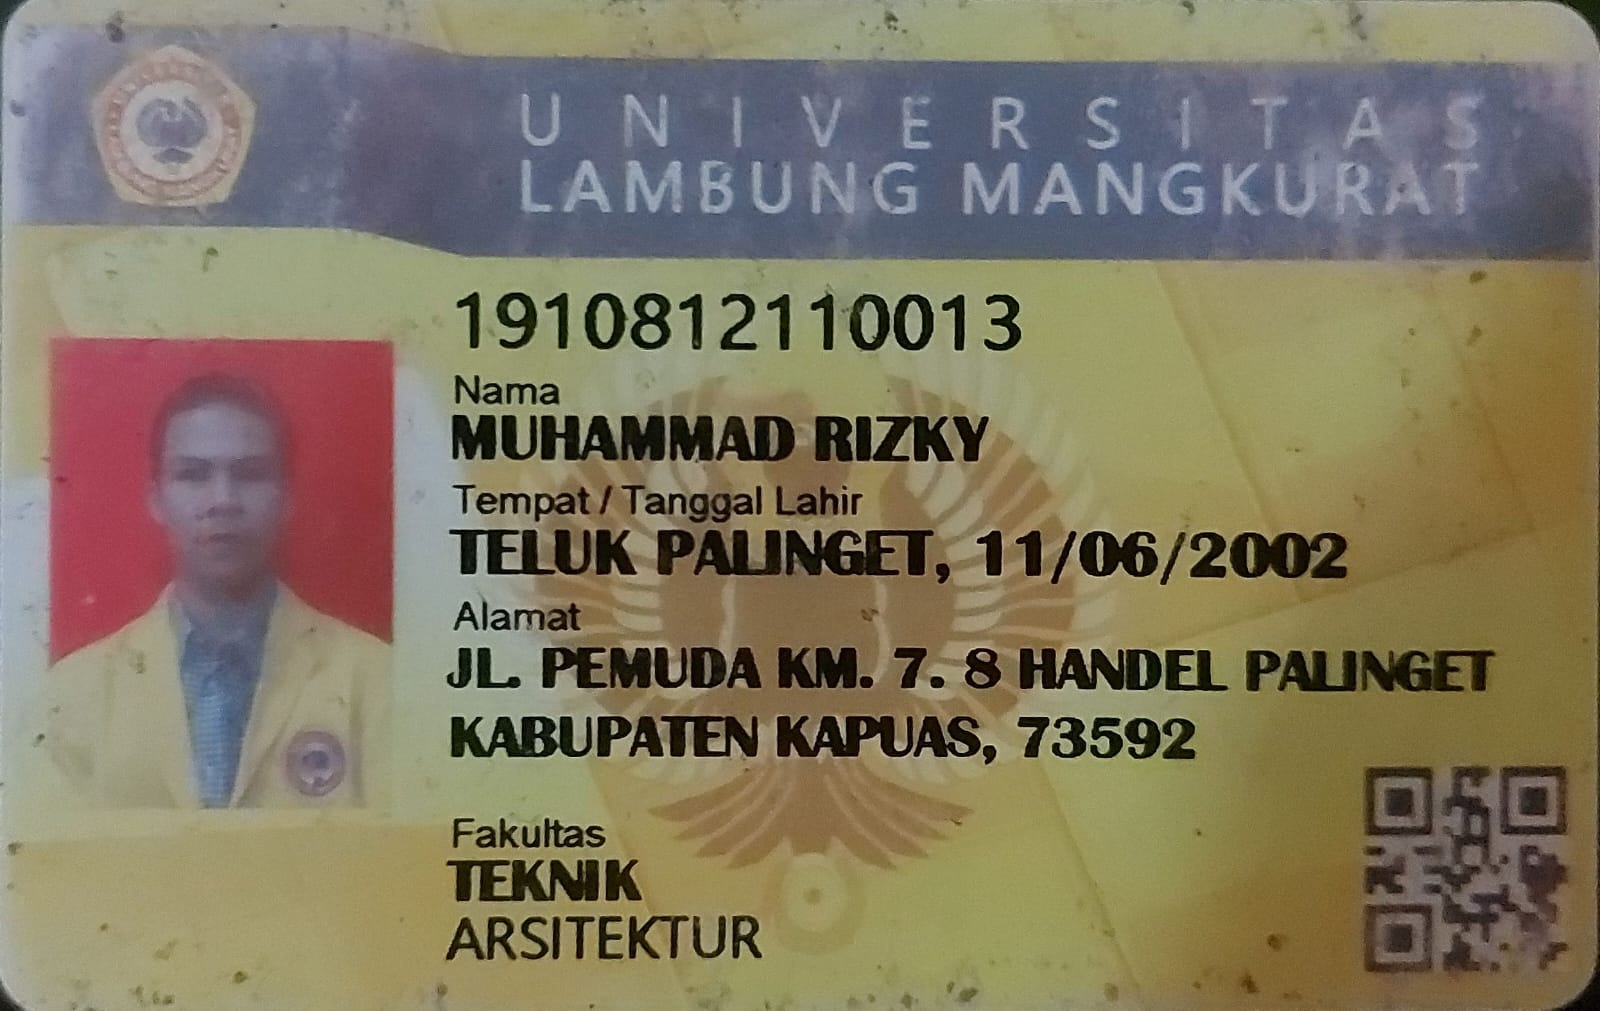 UNIVERSITAS
LAMBUNG MANGKURAT
1910812110013
Nama
MUHAMMAD RIZKY
Tempat / Tanggal Lahir
TELUK PALINGET, 11/06/2002
Alamat
JL. PEMUDA KM. 7. 8 HANDEL PALINGET
KABUPATEN KAPUAS, 73592
Fakultas
TEKNIK
ARSITEKTUR